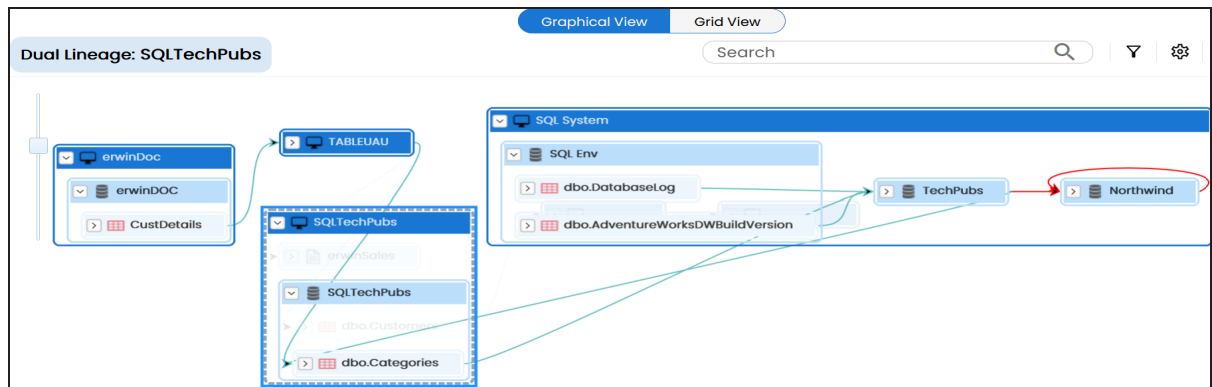 Graphical View
Grid View
Dual Lineage: SQLTechPubs
Search
erwinDoc
erwinDOC
CustDetails
TABLEUAU
SQLTechPubs
erwinSales
SQLTechPubs
dbo.Customers
dbo.Categories
SQL System
SQL Env
dbo.DatabaseLog
dbo.AdventureWorksDWBuildVersion
TechPubs
Northwind